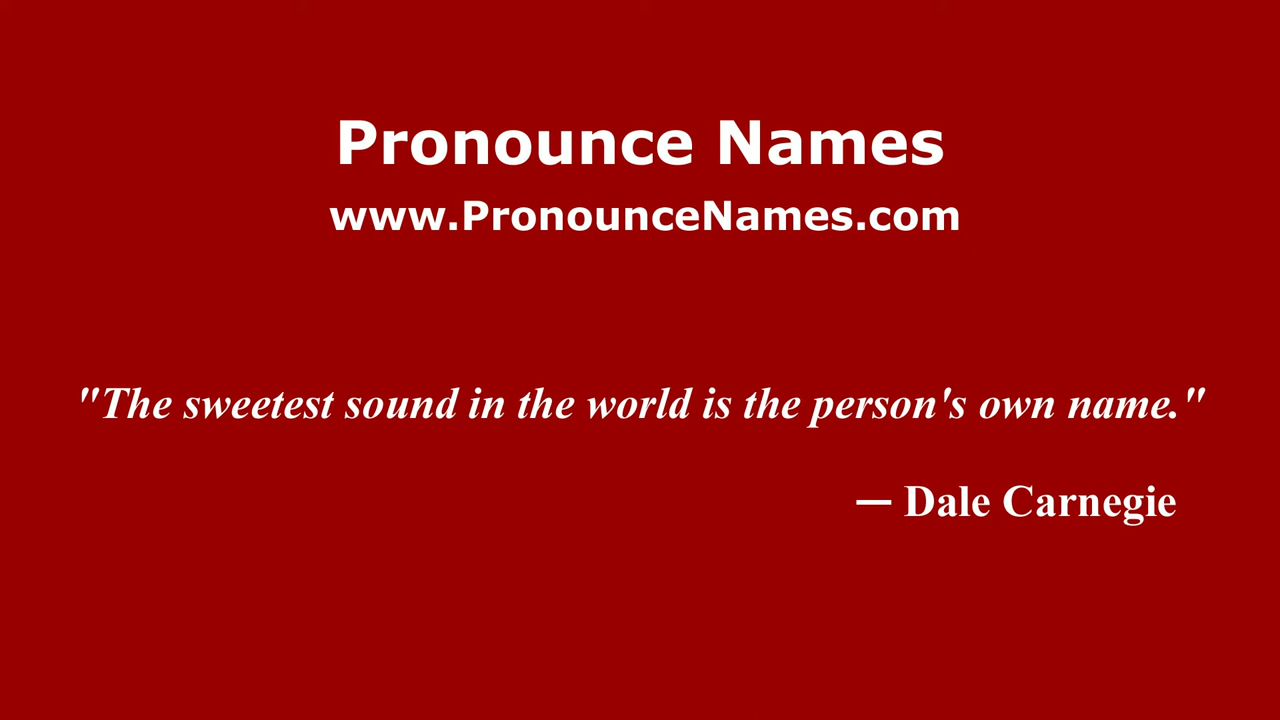 Pronounce Names
www.PronounceNames.com
"The sweetest sound in the world is the person's own name."
— Dale Carnegie